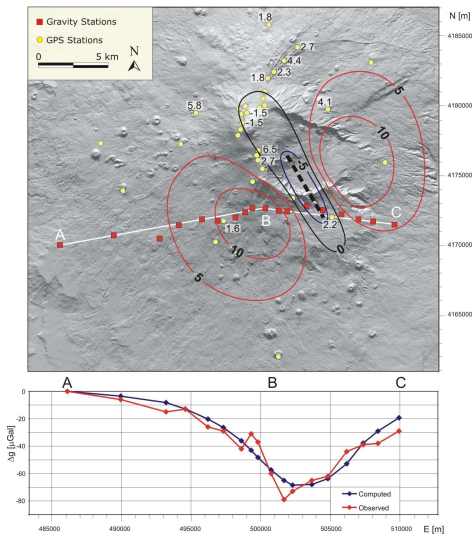 Gravity Stations
GPS Stations
N
0 5 km
N [m]
4185000
4180000
4175000
4170000
4165000
1.8
2.7
4.4
2.3
1.8
5.8
-1.5
-1.5
4.1
5
10
-5
6.5
2.7
A
B
C
1.6
2.2
5
10
0
A B C
Δg [µGal]
0
-20
-40
-60
-80
Computed
Observed
485000 490000 495000 500000 505000 510000
E [m]